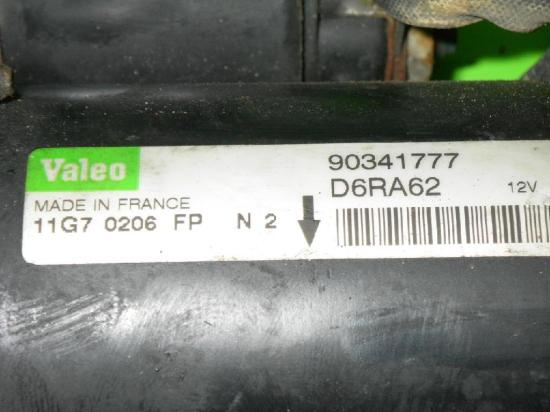 Valeo
MADE IN FRANCE
11G7 0206 FP N 2
90341777
D6RA62 12V